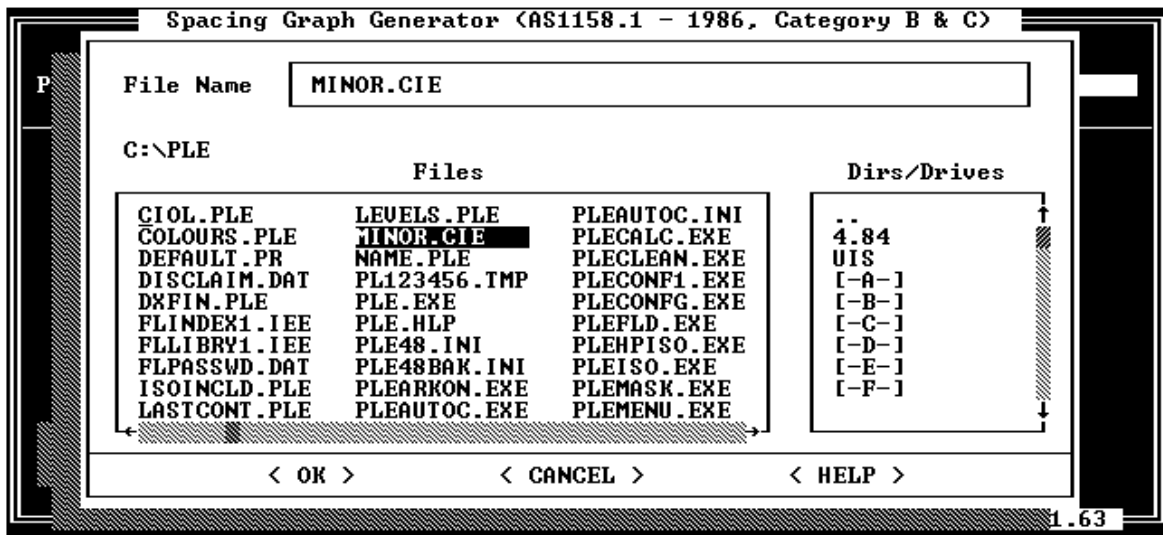 Spacing Graph Generator (AS1158.1 - 1986, Category B & C)
P
File Name MINOR.CIE
C:\PLE
Files Dirs/Drives
CIOL.PLE LEVELS.PLE PLEAUTOC.INI ..
COLOURS.PLE MINOR.CIE PLECALC.EXE 4.84
DEFAULT.PR NAME.PLE PLECLEAN.EXE VIS
DISCLAIM.DAT PL123456.TMP PLECONF1.EXE [-A-]
DXFIN.PLE PLE.EXE PLECONFG.EXE [-B-]
FLINDEX1.IEE PLE.HLP PLEFLD.EXE [-C-]
FLLIBRY1.IEE PLE48.INI PLEHPISO.EXE [-D-]
FLPASSWD.DAT PLE48BAK.INI PLEISO.EXE [-E-]
ISOINCLD.PLE PLEARKON.EXE PLEMASK.EXE [-F-]
LASTCONT.PLE PLEAUTOC.EXE PLEMENU.EXE
< OK > < CANCEL > < HELP >
1.63